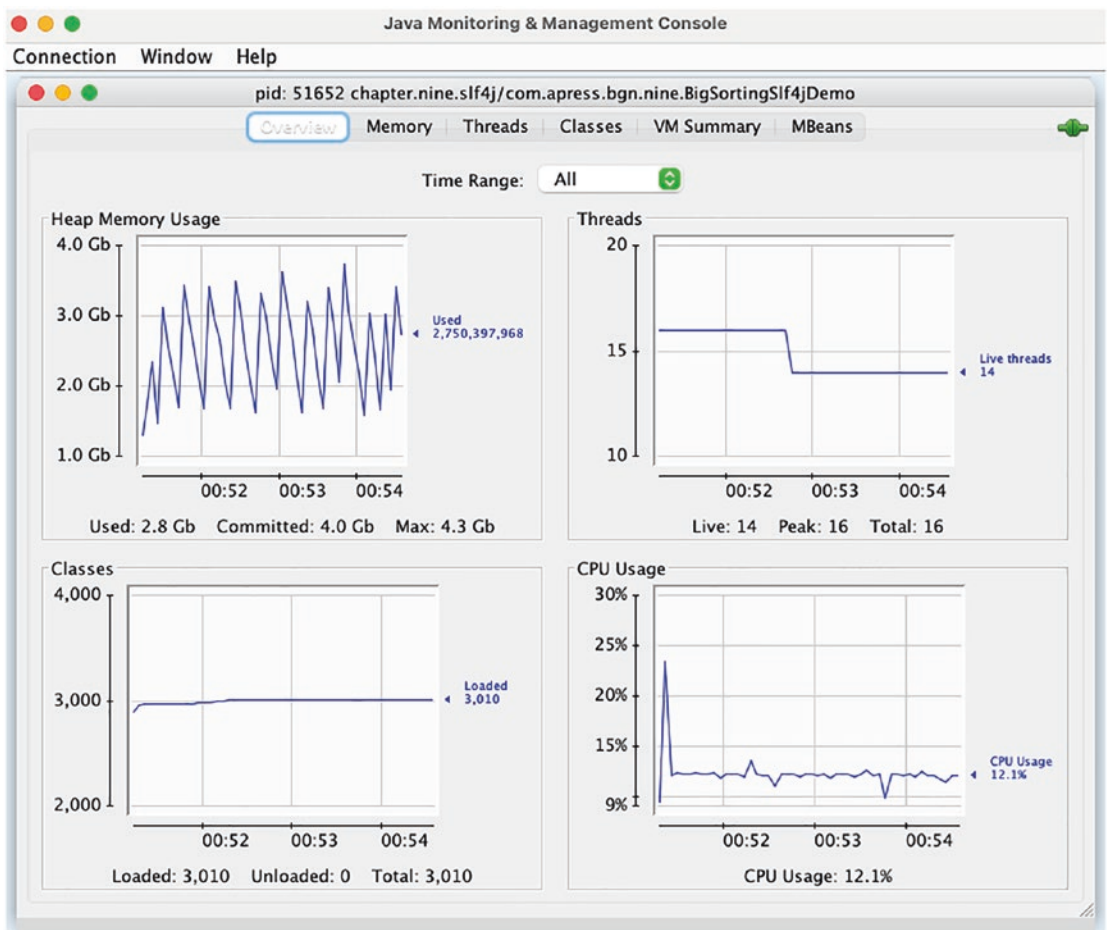 Java Monitoring & Management Console
Connection Window Help
pid: 51652 chapter.nine.slf4j/com.apress.bgn.nine.BigSortingSlf4jDemo
Overview Memory Threads Classes VM Summary MBeans
Time Range: All
Heap Memory Usage
4.0 Gb
3.0 Gb
2.0 Gb
1.0 Gb
Used
2,750,397,968
00:52 00:53 00:54
Used: 2.8 Gb Committed: 4.0 Gb Max: 4.3 Gb
Threads
20
15
10
Live threads
14
00:52 00:53 00:54
Live: 14 Peak: 16 Total: 16
Classes
4,000
3,000
2,000
Loaded
3,010
00:52 00:53 00:54
Loaded: 3,010 Unloaded: 0 Total: 3,010
CPU Usage
30%
25%
20%
15%
9%
CPU Usage
12.1%
00:52 00:53 00:54
CPU Usage: 12.1%